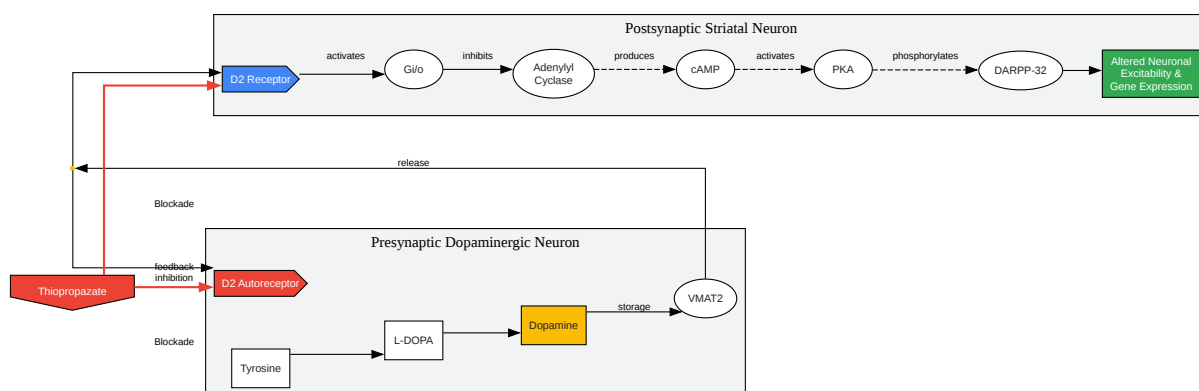 Postsynaptic Striatal Neuron
D2 Receptor
activates
Gi/o
inhibits
Adenylyl
Cyclase
produces
cAMP
activates
PKA
phosphorylates
DARPP-32
Altered Neuronal
Excitability &
Gene Expression
release
Blockade
Presynaptic Dopaminergic Neuron
feedback
inhibition
D2 Autoreceptor
Thiopropazate
VMAT2
storage
Dopamine
L-DOPA
Blockade
Tyrosine